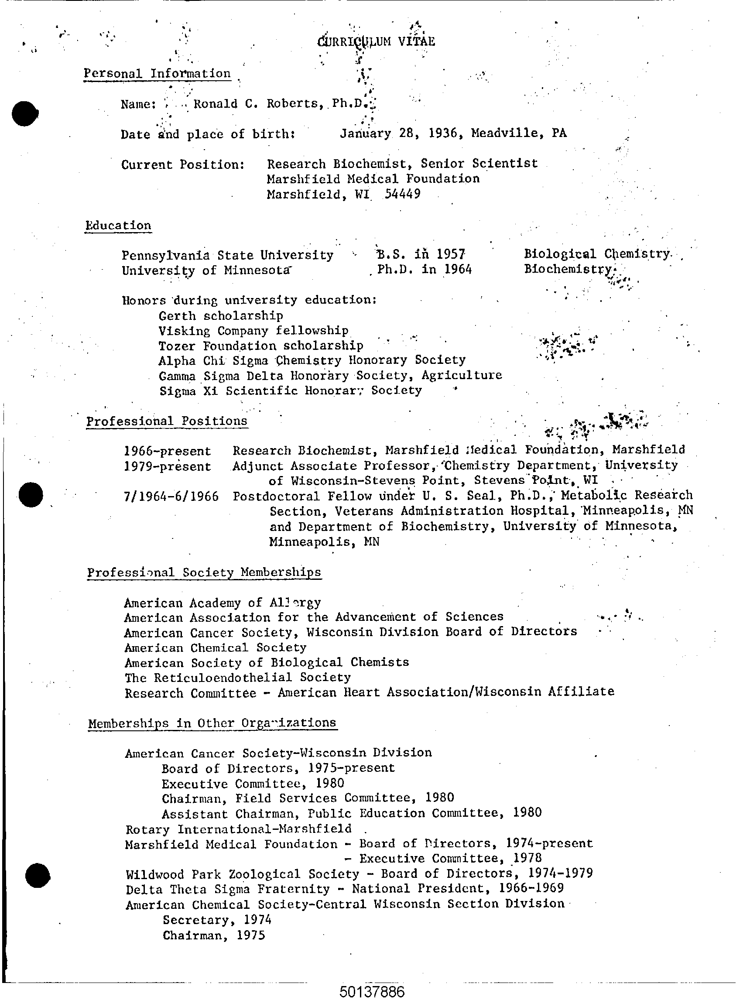 CURRICULUM VITAE
Personal Information
Name: Ronald C. Roberts, Ph.D.
Date and place of birth: January 28, 1936, Meadville, PA
Current Position: Research Biochemist, Senior Scientist
Marshfield Medical Foundation
Marshfield, WI 54449
Education
Pennsylvania State University B.S. in 1957 Biological Chemistry
University of Minnesota Ph.D. in 1964 Biochemistry
Honors during university education:
Gerth scholarship
Visking Company fellowship
Tozer Foundation scholarship
Alpha Chi Sigma Chemistry Honorary Society
Gamma Sigma Delta Honorary Society, Agriculture
Sigma Xi Scientific Honorary Society
Professional Positions
1966-present Research Biochemist, Marshfield Medical Foundation, Marshfield
1979-present Adjunct Associate Professor, Chemistry Department, University
of Wisconsin-Stevens Point, Stevens Point, WI
7/1964-6/1966 Postdoctoral Fellow under U. S. Seal, Ph.D., Metabolic Research
Section, Veterans Administration Hospital, Minneapolis, MN
and Department of Biochemistry, University of Minnesota,
Minneapolis, MN
Professional Society Memberships
American Academy of Allergy
American Association for the Advancement of Sciences
American Cancer Society, Wisconsin Division Board of Directors
American Chemical Society
American Society of Biological Chemists
The Reticuloendothelial Society
Research Committee - American Heart Association/Wisconsin Affiliate
Memberships in Other Organizations
American Cancer Society-Wisconsin Division
Board of Directors, 1975-present
Executive Committee, 1980
Chairman, Field Services Committee, 1980
Assistant Chairman, Public Education Committee, 1980
Rotary International-Marshfield
Marshfield Medical Foundation - Board of Directors, 1974-present
- Executive Committee, 1978
Wildwood Park Zoological Society - Board of Directors, 1974-1979
Delta Theta Sigma Fraternity - National President, 1966-1969
American Chemical Society-Central Wisconsin Section Division
Secretary, 1974
Chairman, 1975
50137886